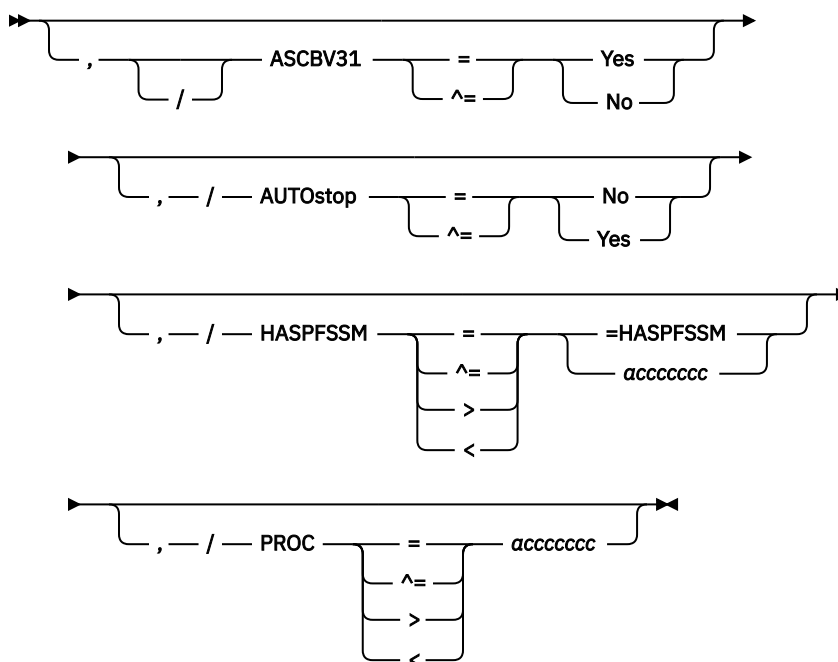 , ASCBV31 = Yes
/ ^= No
, / AUTOstop = No
^= Yes
, / HASPFSSM = =HASPFSSM
^= accccccc
>
<
, / PROC = accccccc
^=
>
<